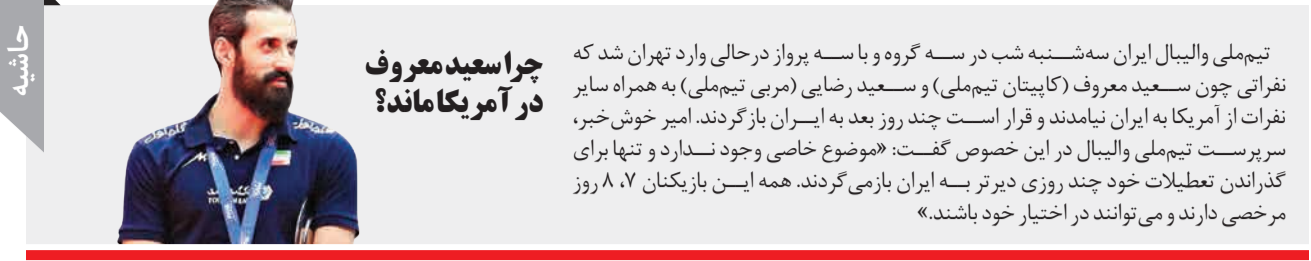 حاشیه
چرا سعید معروف
در آمریکا ماند؟
تیم‌ملی والیبال ایران سه‌شنبه شب در سه گروه و با سه پرواز درحالی وارد تهران شد که
نفراتی چون سعید معروف (کاپیتان تیم‌ملی) و سعید رضایی (مربی تیم‌ملی) به همراه سایر
نفرات از آمریکا به ایران نیامدند و قرار است چند روز بعد به ایران بازگردند. امیر خوش‌خبر،
سرپرست تیم‌ملی والیبال در این خصوص گفت: «موضوع خاصی وجود ندارد و تنها برای
گذراندن تعطیلات خود چند روزی دیرتر به ایران بازمی‌گردند. همه این بازیکنان ۷، ۸ روز
مرخصی دارند و می‌توانند در اختیار خود باشند.»